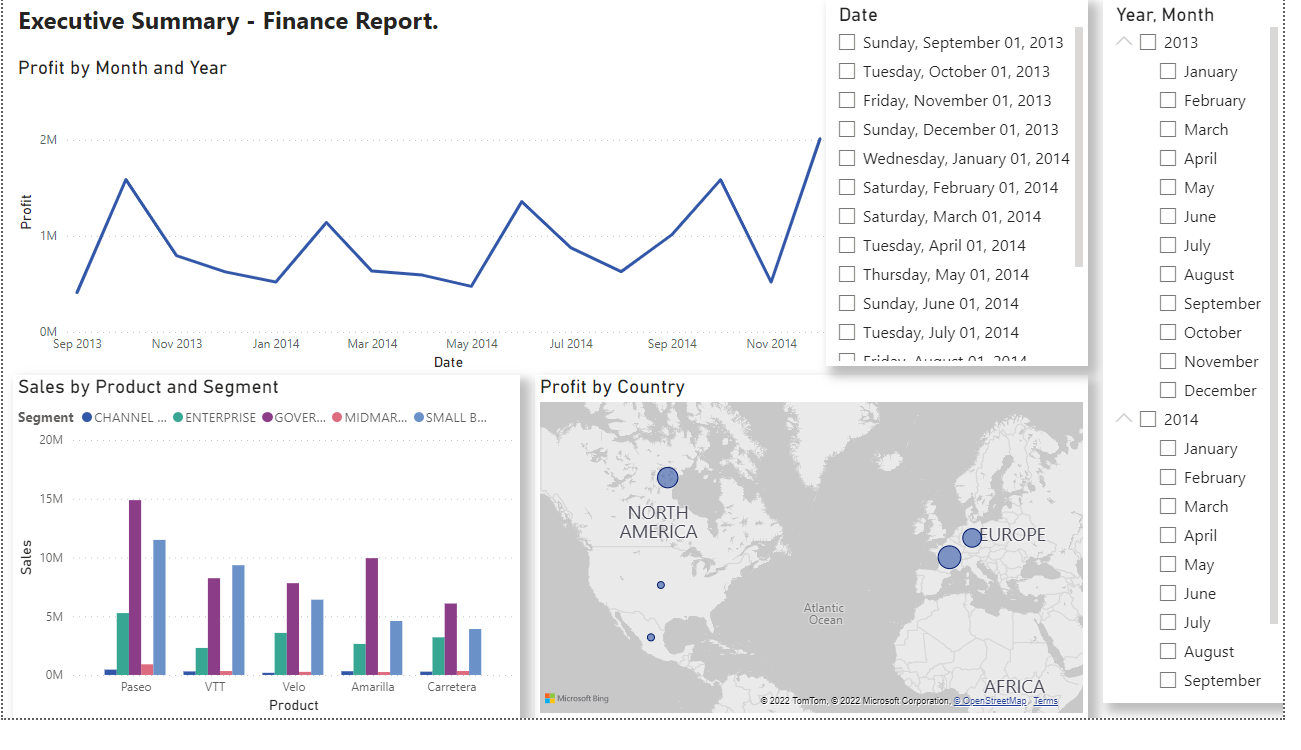 Executive Summary - Finance Report.
Profit by Month and Year
2M
1M
0M
Profit
Sep 2013
Nov 2013
Jan 2014
Mar 2014
May 2014
Jul 2014
Sep 2014
Nov 2014
Date
Date
Sunday, September 01, 2013
Tuesday, October 01, 2013
Friday, November 01, 2013
Sunday, December 01, 2013
Wednesday, January 01, 2014
Saturday, February 01, 2014
Saturday, March 01, 2014
Tuesday, April 01, 2014
Thursday, May 01, 2014
Sunday, June 01, 2014
Tuesday, July 01, 2014
Friday, August 01, 2014
Year, Month
2013
January
February
March
April
May
June
July
August
September
October
November
December
2014
January
February
March
April
May
June
July
August
September
Sales by Product and Segment
Segment CHANNEL ... ENTERPRISE GOVER... MIDMAR... SMALL B...
20M
15M
10M
5M
0M
Sales
Paseo
VTT
Velo
Amarilla
Carretera
Product
Profit by Country
NORTH
AMERICA
EUROPE
Atlantic
Ocean
AFRICA
Microsoft Bing
© 2022 TomTom, © 2022 Microsoft Corporation, © OpenStreetMap Terms